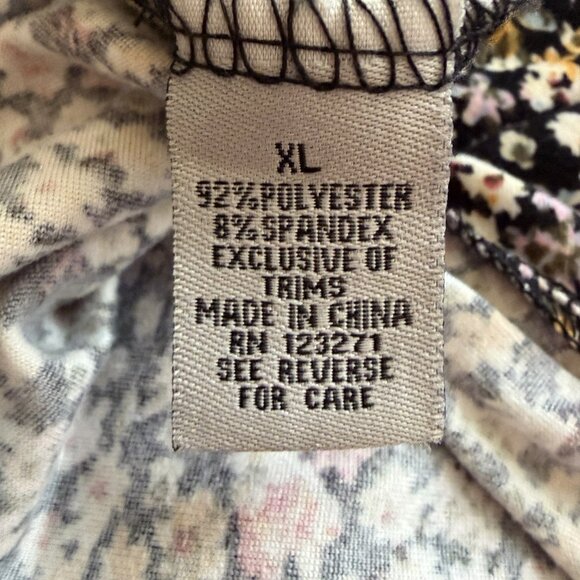 XL
92% POLYESTER
8% SPANDEX
EXCLUSIVE OF
TRIMS
MADE IN CHINA
RN 123271
SEE REVERSE
FOR CARE